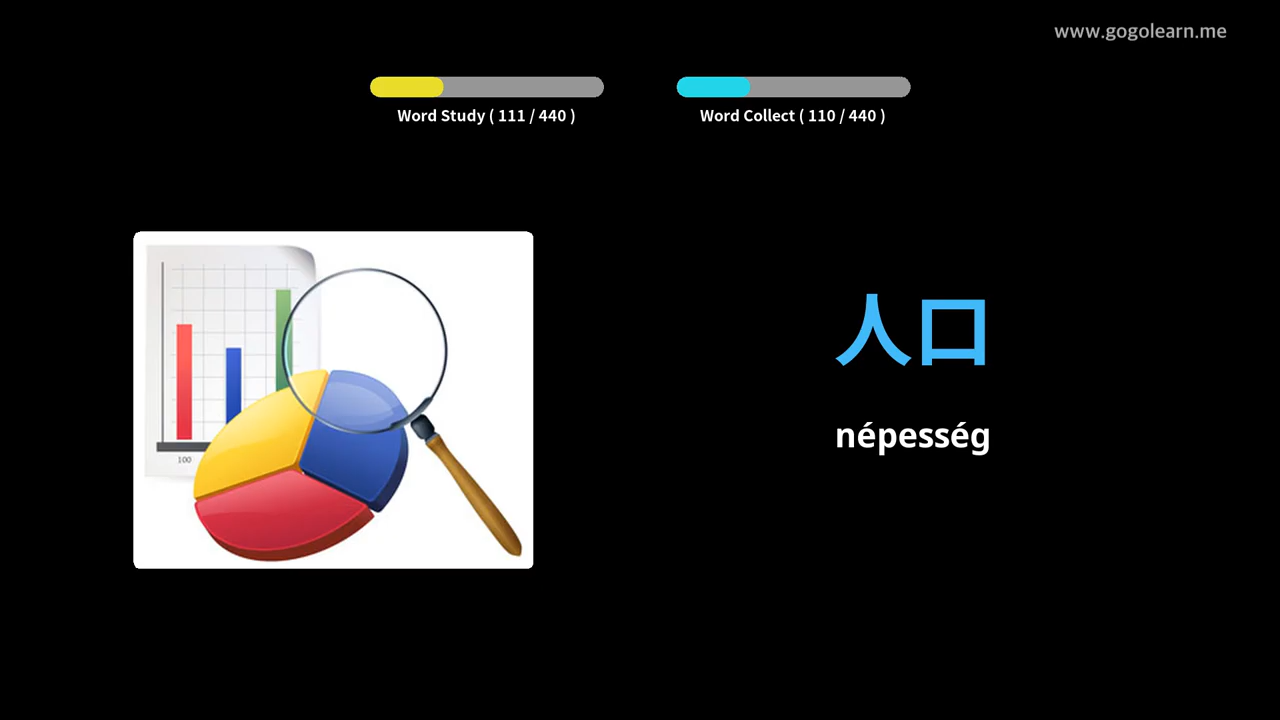 www.gogolearn.me
Word Study ( 111 / 440 )
Word Collect ( 110 / 440 )
人口
népesség
100